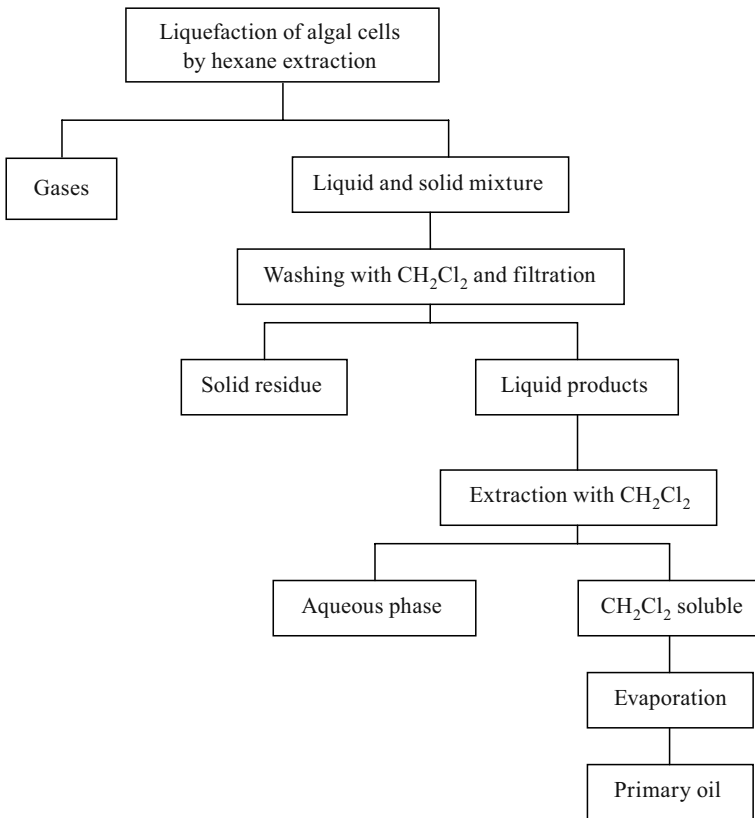 Liquefaction of algal cells
by hexane extraction
Gases
Liquid and solid mixture
Washing with CH₂Cl₂ and filtration
Solid residue
Liquid products
Extraction with CH₂Cl₂
Aqueous phase
CH₂Cl₂ soluble
Evaporation
Primary oil